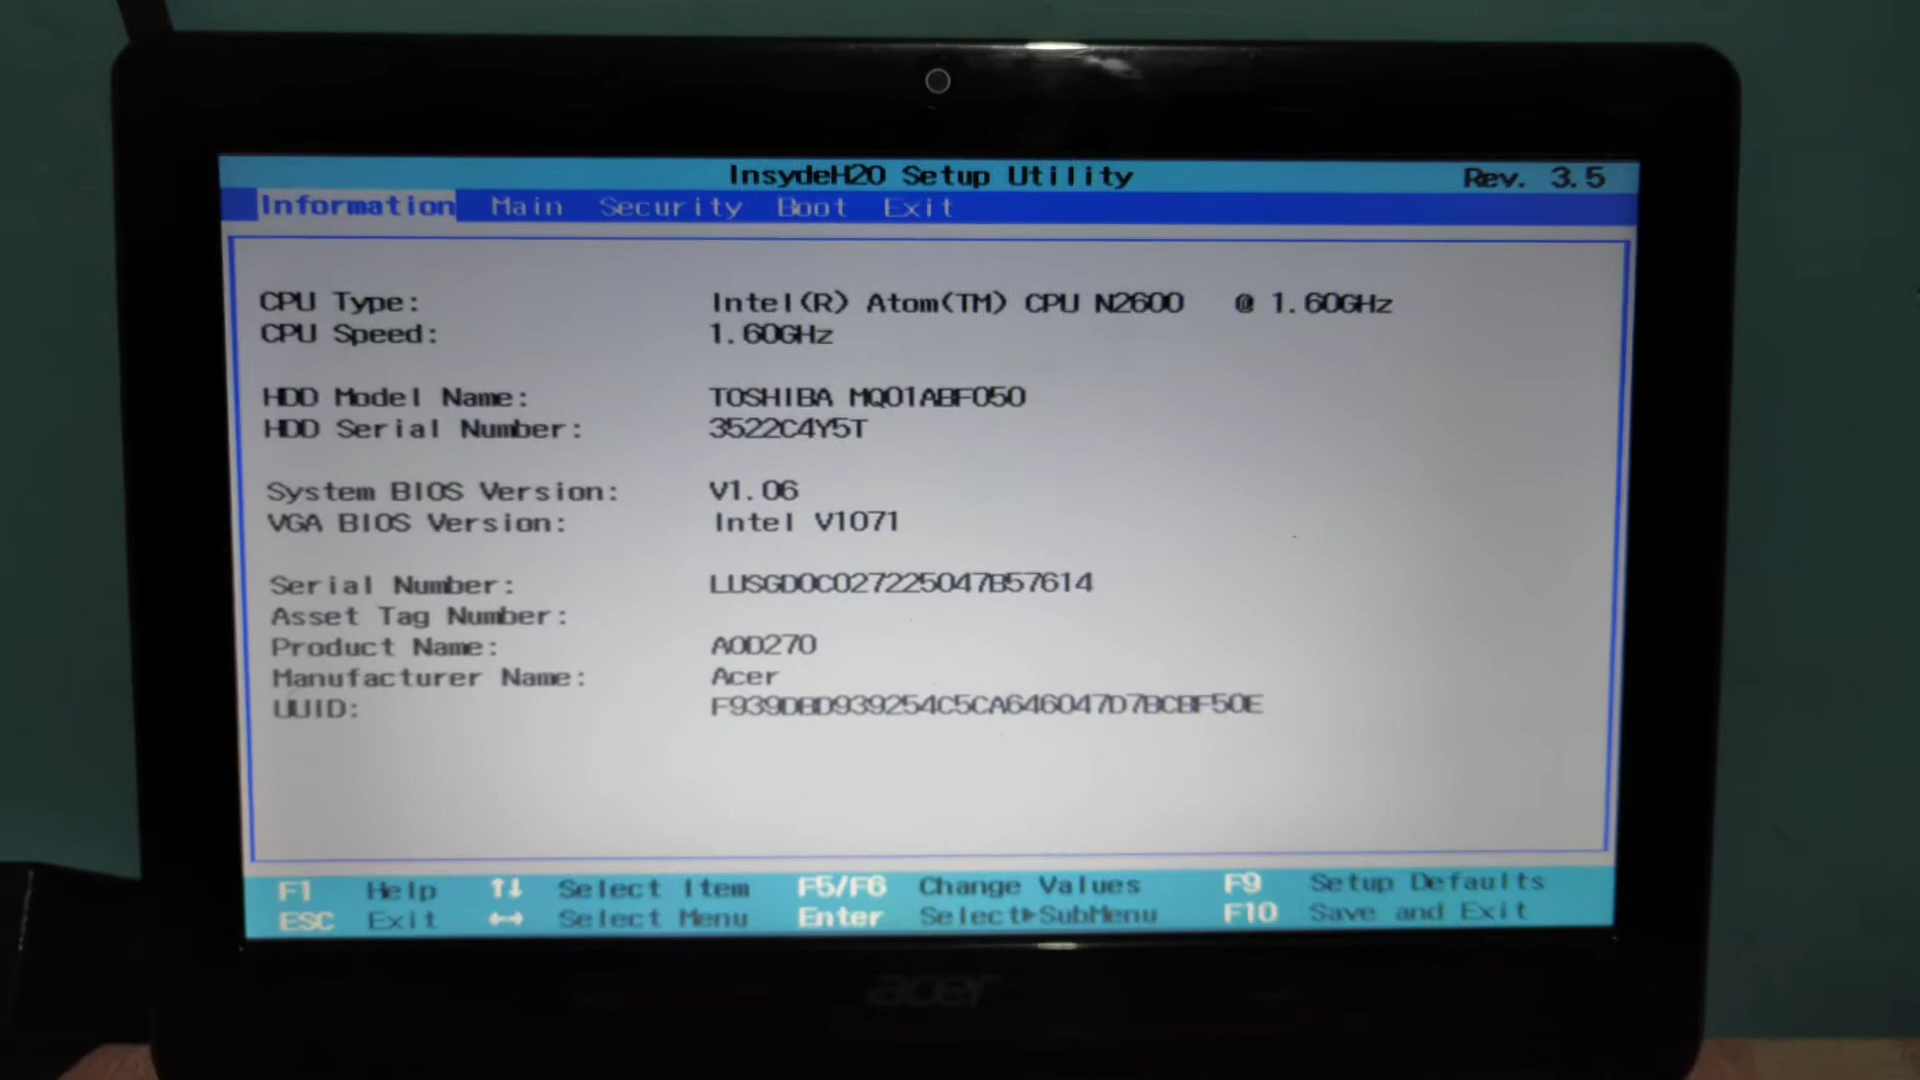 InsydeH2O Setup Utility Rev. 3.5
Information Main Security Boot Exit
CPU Type: Intel(R) Atom(TM) CPU N2600 @ 1.60GHz
CPU Speed: 1.60GHz
HDD Model Name: TOSHIBA MQ01ABF050
HDD Serial Number: 3522C4Y5T
System BIOS Version: V1.06
VGA BIOS Version: Intel V1071
Serial Number: LUSGD0C027225047B57614
Asset Tag Number:
Product Name: AOD270
Manufacturer Name: Acer
UUID: F939DBD939254C5CA646047D7BCBF50E
F1 Help ↑↓ Select Item F5/F6 Change Values F9 Setup Defaults
ESC Exit ↔ Select Menu Enter Select▶SubMenu F10 Save and Exit
acer